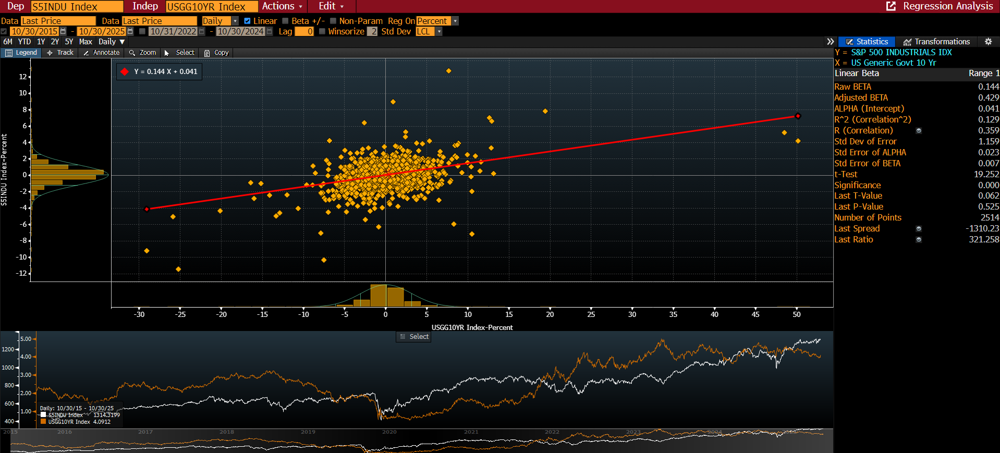 Dep S5INDU Index Indep USGG10YR Index Actions Edit Regression Analysis
Data Last Price Data Last Price Daily Linear Beta +/- Non-Param Reg On Percent
10/30/2015 - 10/30/2025 10/31/2022 - 10/30/2024 Lag 0 Winsorize 2 Std Dev LCL
6M YTD 1Y 2Y 5Y Max Daily ▼ Statistics Transformations
Legend Track Annotate Zoom Select Copy
Y = S&P 500 INDUSTRIALS IDX
X = US Generic Govt 10 Yr
Linear Beta Range 1
Raw BETA 0.144
Adjusted BETA 0.429
ALPHA (Intercept) 0.041
R^2 (Correlation^2) 0.129
R (Correlation) 0.359
Std Dev of Error 1.159
Std Error of ALPHA 0.023
Std Error of BETA 0.007
t-Test 19.252
Significance 0.000
Last T-Value 0.062
Last P-Value 0.525
Number of Points 2514
Last Spread -1310.23
Last Ratio 321.258
Y = 0.144 X + 0.041
S5INDU Index-Percent
12
10
8
6
4
2
0
-2
-4
-6
-8
-10
-12
-30 -25 -20 -15 -10 -5 0 5 10 15 20 25 30 35 40 45 50
USGG10YR Index-Percent
Select
5.00
1200
4.00
1000
3.00
800
2.00
600
1.00
400
Daily: 10/30/15 - 10/30/25
S5INDU Index 1314.3199
USGG10YR Index 4.0912
2015 2016 2017 2018 2019 2020 2021 2022 2023 2024 2025